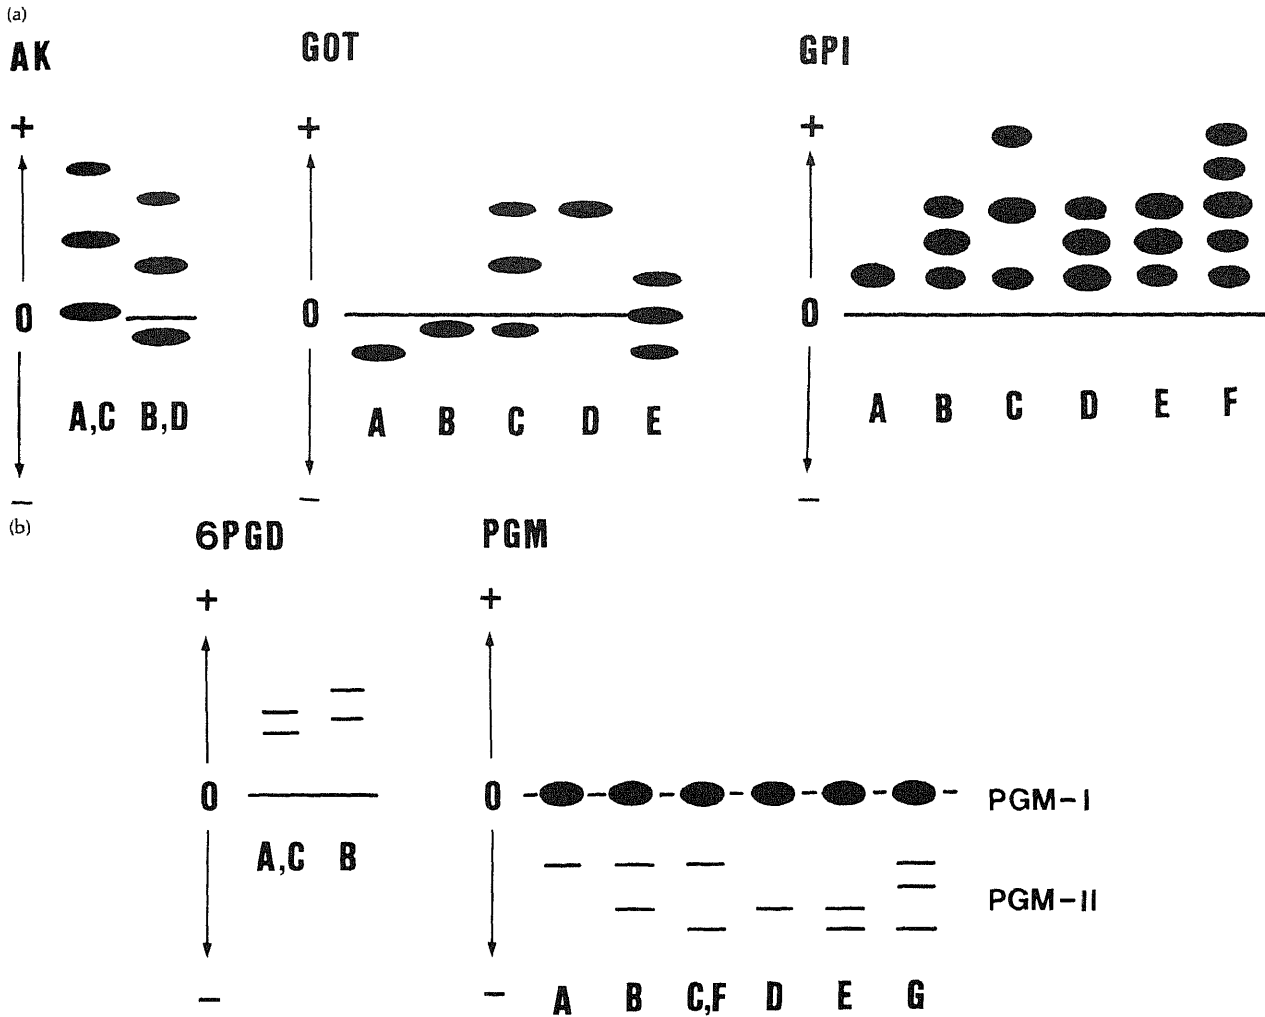 (a)
AK
GOT
GPI
+
+
+
0
0
0
A,C B,D
A B C D E
A B C D E F
–
–
–
(b)
6PGD
PGM
+
+
0
0
PGM-I
A,C B
PGM-II
–
–
A B C,F D E G